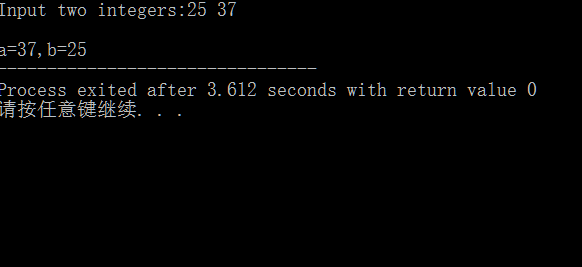 Input two integers:25 37
a=37,b=25
--------------------------------
Process exited after 3.612 seconds with return value 0
请按任意键继续. . .